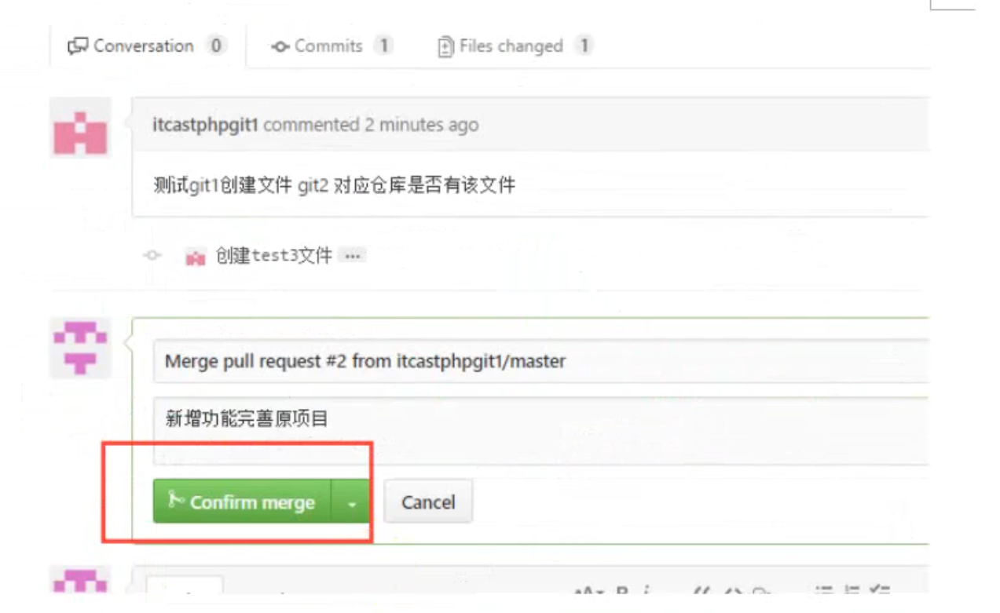 Conversation 0
Commits 1
Files changed 1
itcastphpgit1 commented 2 minutes ago
测试git1创建文件 git2 对应仓库是否有该文件
创建test3文件 ...
Merge pull request #2 from itcastphpgit1/master
新增功能完善原项目
Confirm merge
Cancel